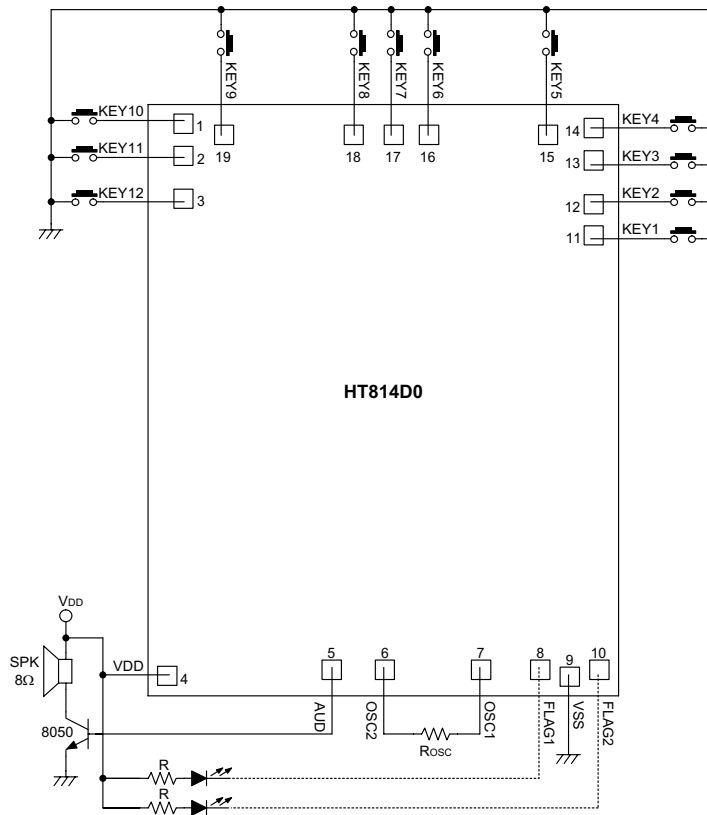 KEY9
KEY8
KEY7
KEY6
KEY5
KEY10
1
KEY11
2
KEY12
3
19
18
17
16
15
14
KEY4
13
KEY3
12
KEY2
11
KEY1
HT814D0
VDD
SPK
8Ω
VDD
4
5
6
7
8
9
10
AUD
OSC2
OSC1
FLAG1
VSS
FLAG2
8050
ROSC
R
R